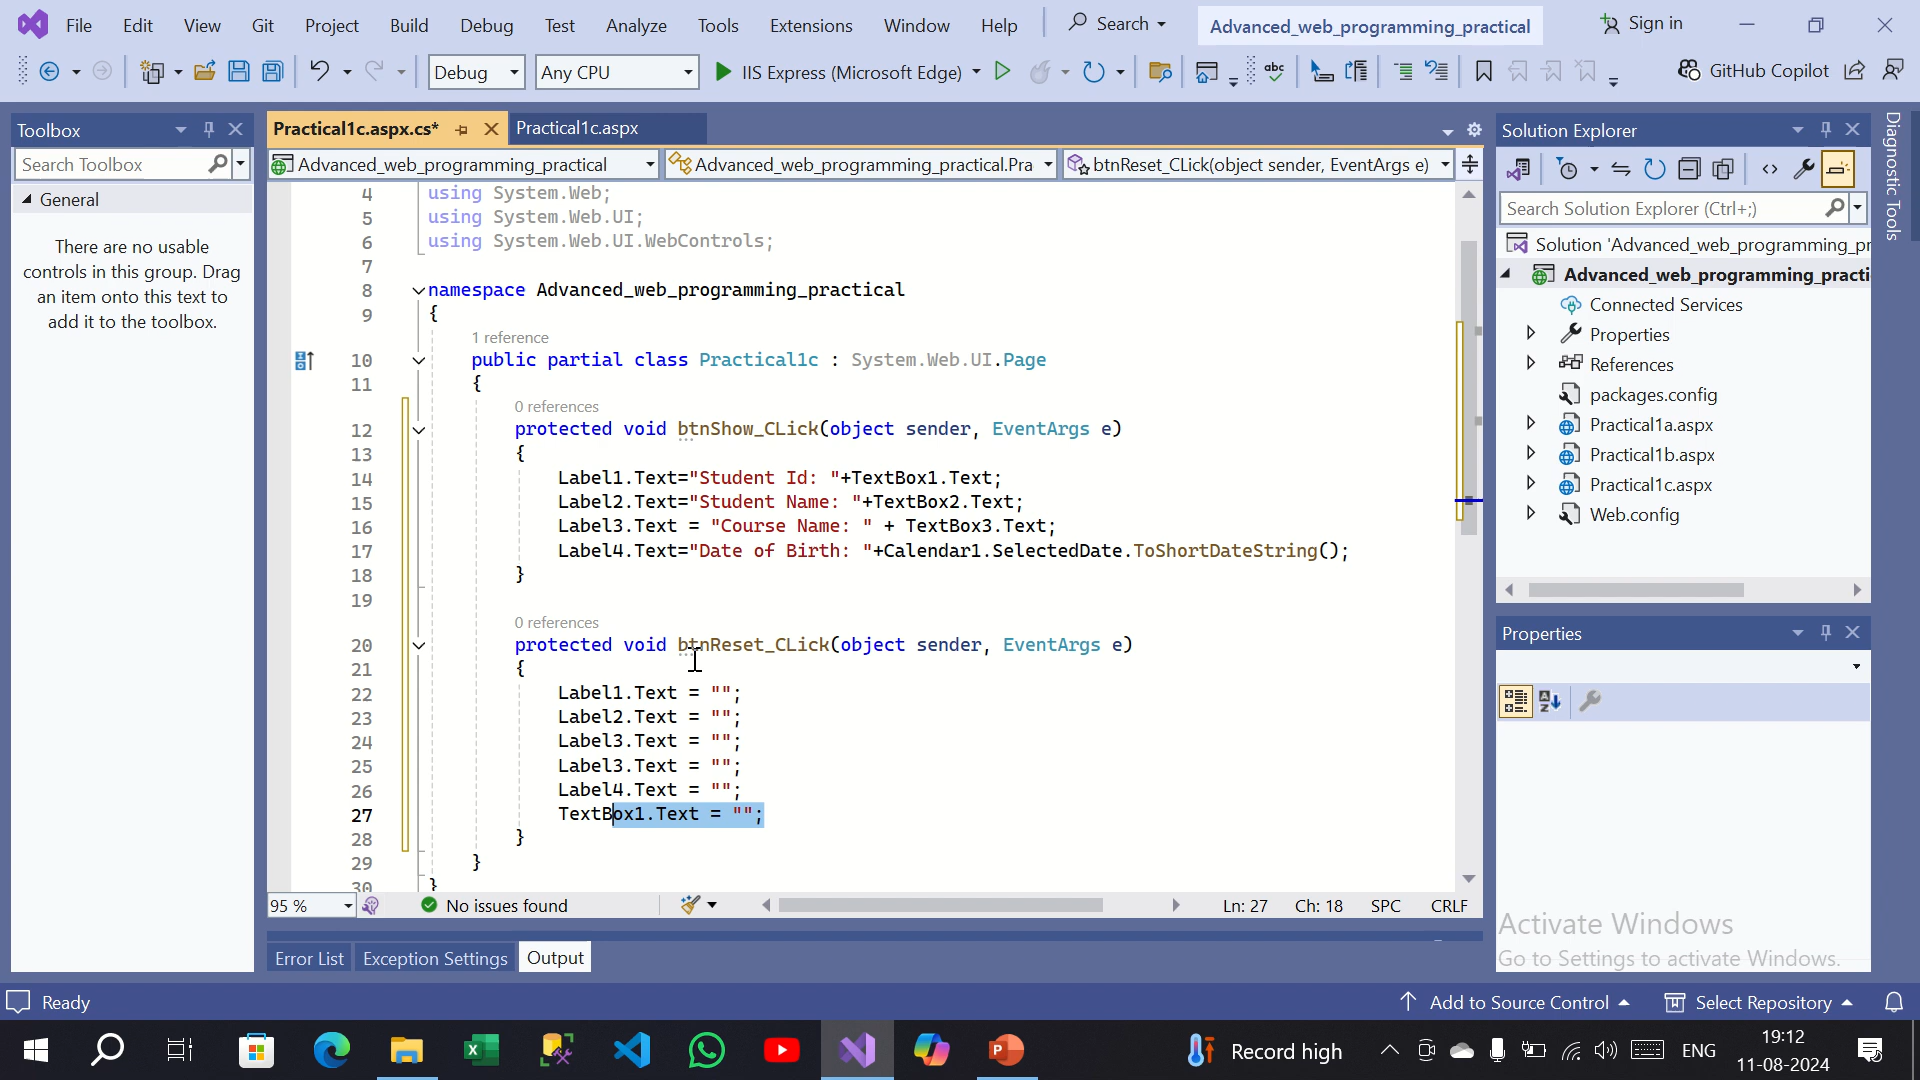 File Edit View Git Project Build Debug Test Analyze Tools Extensions Window Help Search Advanced_web_programming_practical Sign in
Debug Any CPU IIS Express (Microsoft Edge) abc GitHub Copilot
Toolbox
Search Toolbox
General
There are no usable
controls in this group. Drag
an item onto this text to
add it to the toolbox.
Practical1c.aspx.cs* Practical1c.aspx
Advanced_web_programming_practical Advanced_web_programming_practical.Pra btnReset_CLick(object sender, EventArgs e)
4 using System.Web;
5 using System.Web.UI;
6 using System.Web.UI.WebControls;
7
8 namespace Advanced_web_programming_practical
9 {
1 reference
10 public partial class Practical1c : System.Web.UI.Page
11 {
0 references
12 protected void btnShow_CLick(object sender, EventArgs e)
13 {
14 Label1.Text="Student Id: "+TextBox1.Text;
15 Label2.Text="Student Name: "+TextBox2.Text;
16 Label3.Text = "Course Name: " + TextBox3.Text;
17 Label4.Text="Date of Birth: "+Calendar1.SelectedDate.ToShortDateString();
18 }
19
0 references
20 protected void btnReset_CLick(object sender, EventArgs e)
21 {
22 Label1.Text = "";
23 Label2.Text = "";
24 Label3.Text = "";
25 Label3.Text = "";
26 Label4.Text = "";
27 TextBox1.Text = "";
28 }
29 }
30 }
95 % No issues found Ln: 27 Ch: 18 SPC CRLF
Error List Exception Settings Output
Solution Explorer
Search Solution Explorer (Ctrl+;)
Solution 'Advanced_web_programming_pr
Advanced_web_programming_practi
Connected Services
Properties
References
packages.config
Practical1a.aspx
Practical1b.aspx
Practical1c.aspx
Web.config
Properties
Diagnostic Tools
Activate Windows
Go to Settings to activate Windows.
Ready Add to Source Control Select Repository
Record high ENG 19:12
11-08-2024